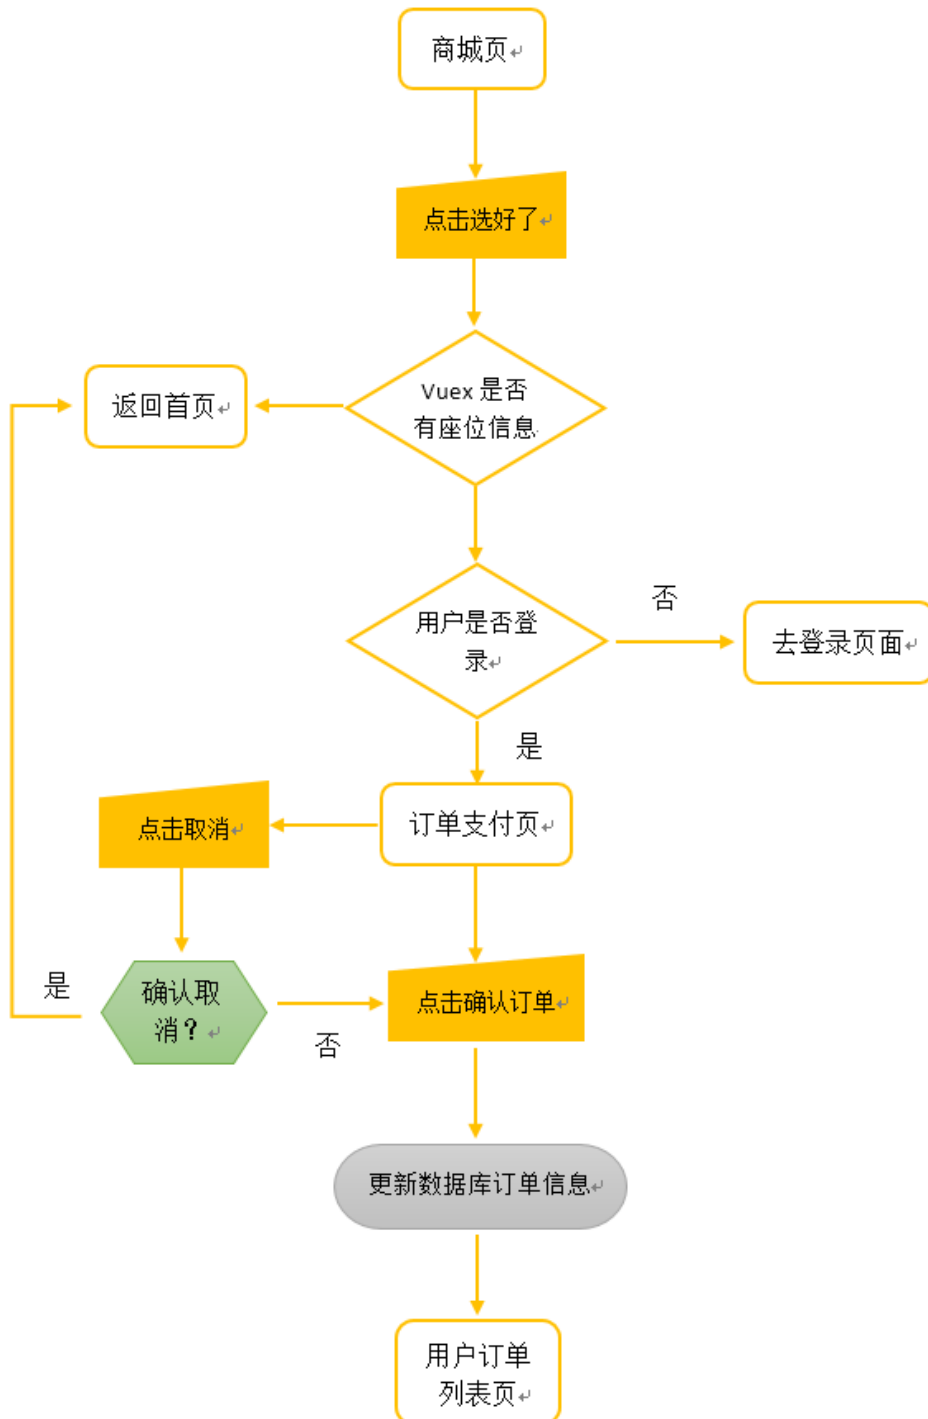 商城页
点击选好了
Vuex 是否
有座位信息
返回首页
用户是否登
录
否
去登录页面
是
订单支付页
点击取消
确认取
消？
是
否
点击确认订单
更新数据库订单信息
用户订单
列表页